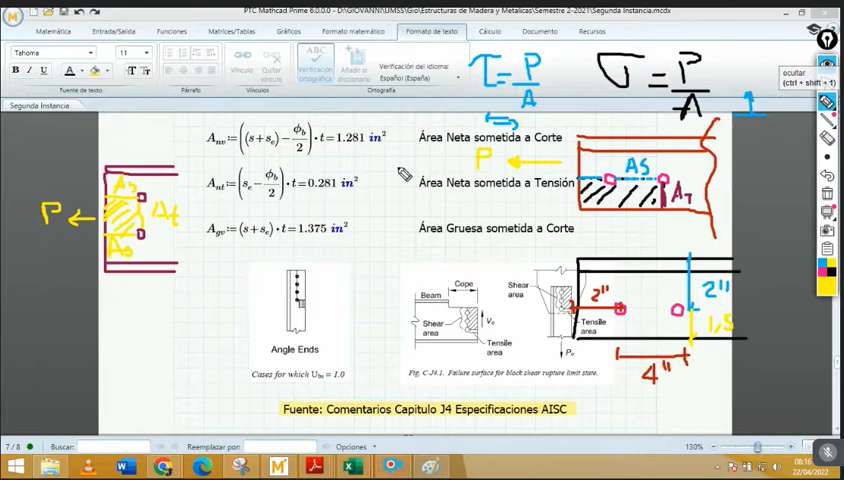 PTC Mathcad Prime 6.0.0.0 - D:\GIOVANNI\UMSS\Gio\Estructuras de Madera y Metalicas\Semestre 2-2021\Segunda Instancia.mcdx
Matemática Entrada/Salida Funciones Matrices/Tablas Gráficos Formato matemático Formato de texto Cálculo Documento Recursos
Tahoma 11
B I U A
Fuente de texto
Párrafo
Vínculo
Quitar vínculo
Vínculos
ABC
Verificación ortográfica
Añadir al diccionario
Verificación del idioma:
Español (España)
Ortografía
τ = P/A
σ = P/A
ocultar
(ctrl + shift + 1)
Segunda Instancia
A_nv := ((s + s_e) - ϕ_b/2) · t = 1.281 in²
Área Neta sometida a Corte
A_nt := (s_e - ϕ_b/2) · t = 0.281 in²
Área Neta sometida a Tensión
A_gv := (s + s_e) · t = 1.375 in²
Área Gruesa sometida a Corte
P
AS
AT
P
As
At
As
Angle Ends
Cases for which U_bs = 1.0
Cope
Beam
Shear area
V_o
Tensile area
Shear area
Tensile area
P_o
Fig. C-J4.1. Failure surface for block shear rupture limit state.
2"
2"
1,5
4"
Fuente: Comentarios Capitulo J4 Especificaciones AISC
7 / 8
Buscar:
Reemplazar por:
Opciones
130%
08:16
22/04/2022